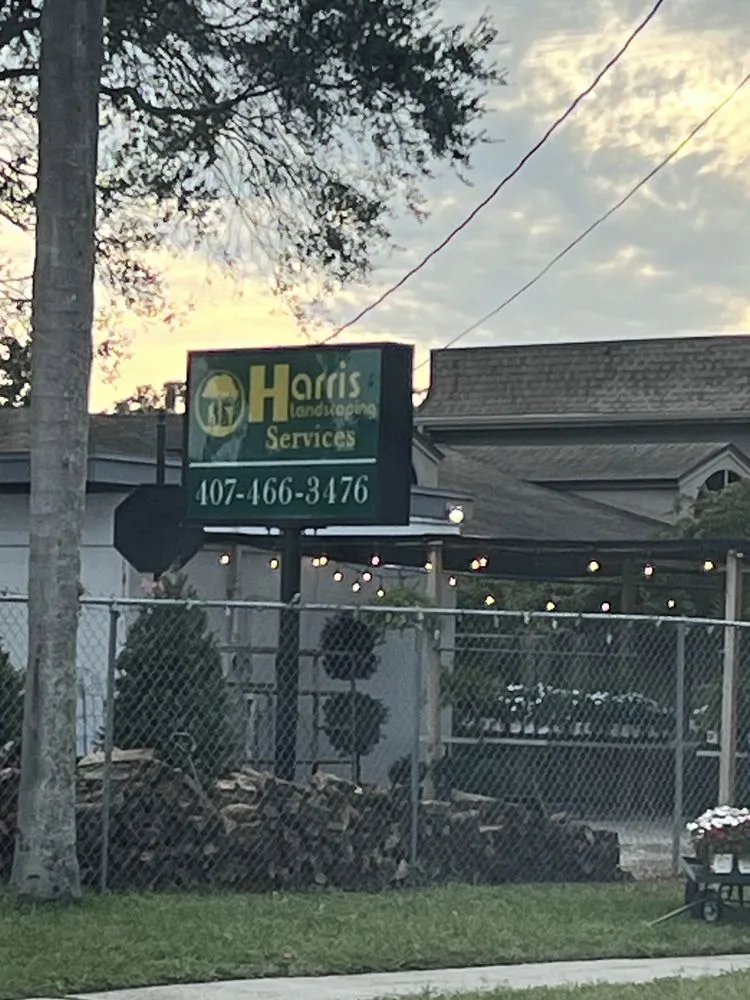 Harris
Landscaping
Services
407-466-3476